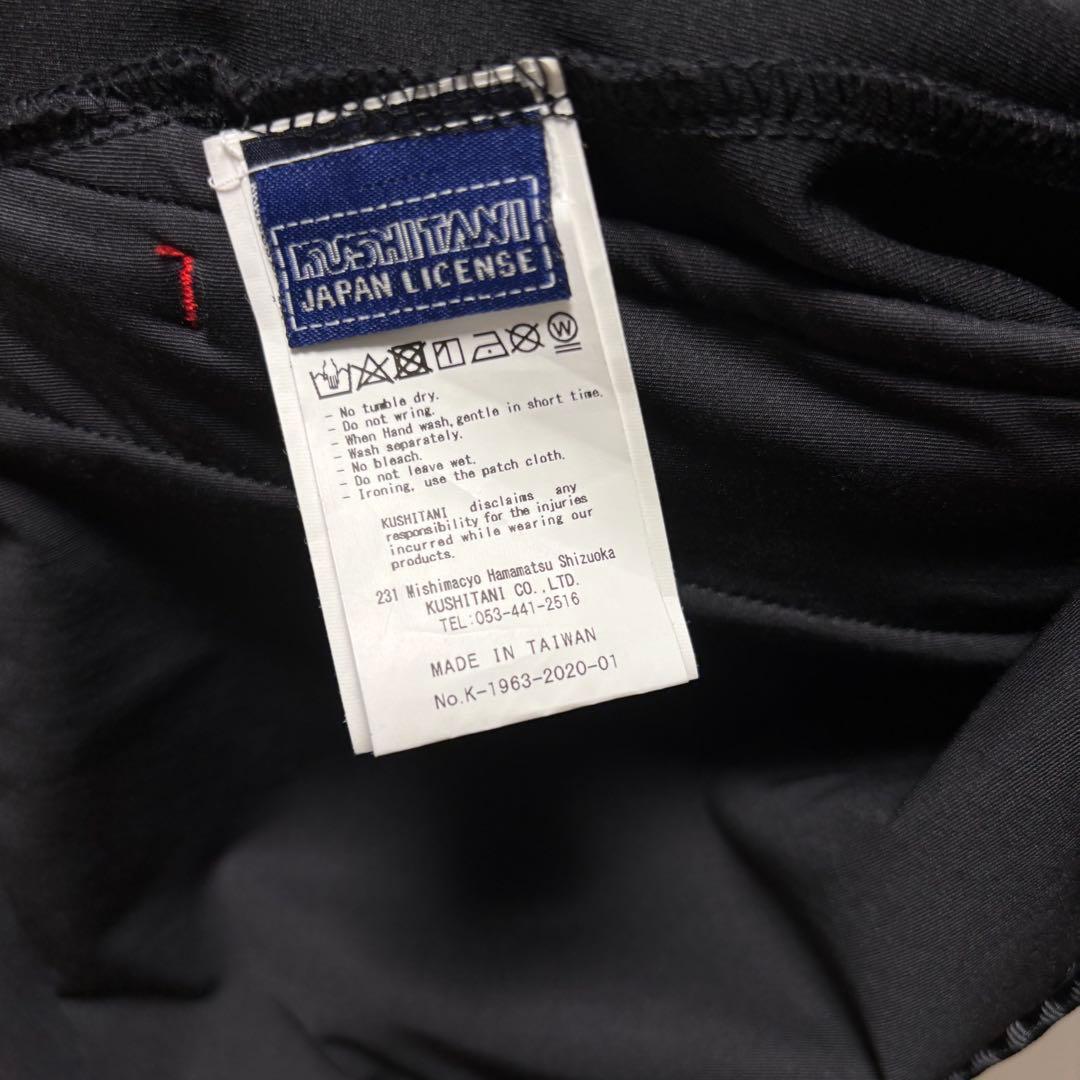 KUSHITANI
JAPAN LICENSE
W
- No tumble dry.
- Do not wring.
- When Hand wash, gentle in short time.
- Wash separately.
- No bleach.
- Do not leave wet.
- Ironing, use the patch cloth.
KUSHITANI disclaims any
responsibility for the injuries
incurred while wearing our
products.
231 Mishimacyo Hamamatsu Shizuoka
KUSHITANI CO.,LTD.
TEL:053-441-2516
MADE IN TAIWAN
No.K-1963-2020-01